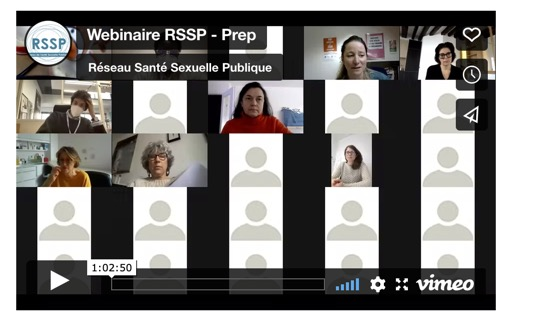 RSSP
Webinaire RSSP - Prep
Réseau Santé Sexuelle Publique
1:02:50
vimeo